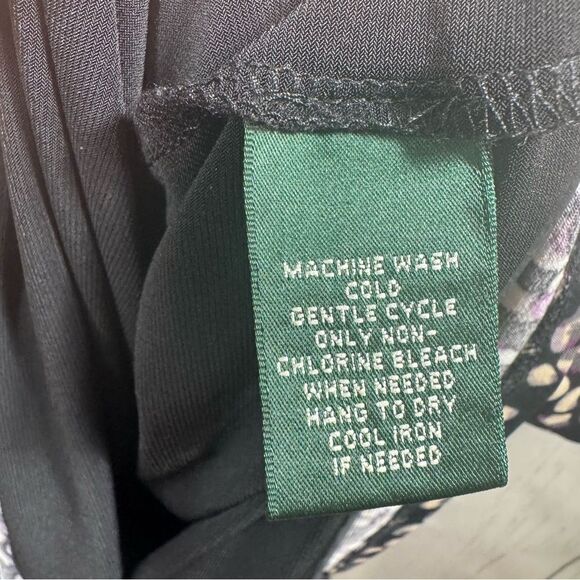 MACHINE WASH
COLD
GENTLE CYCLE
ONLY NON-
CHLORINE BLEACH
WHEN NEEDED
HANG TO DRY
COOL IRON
IF NEEDED